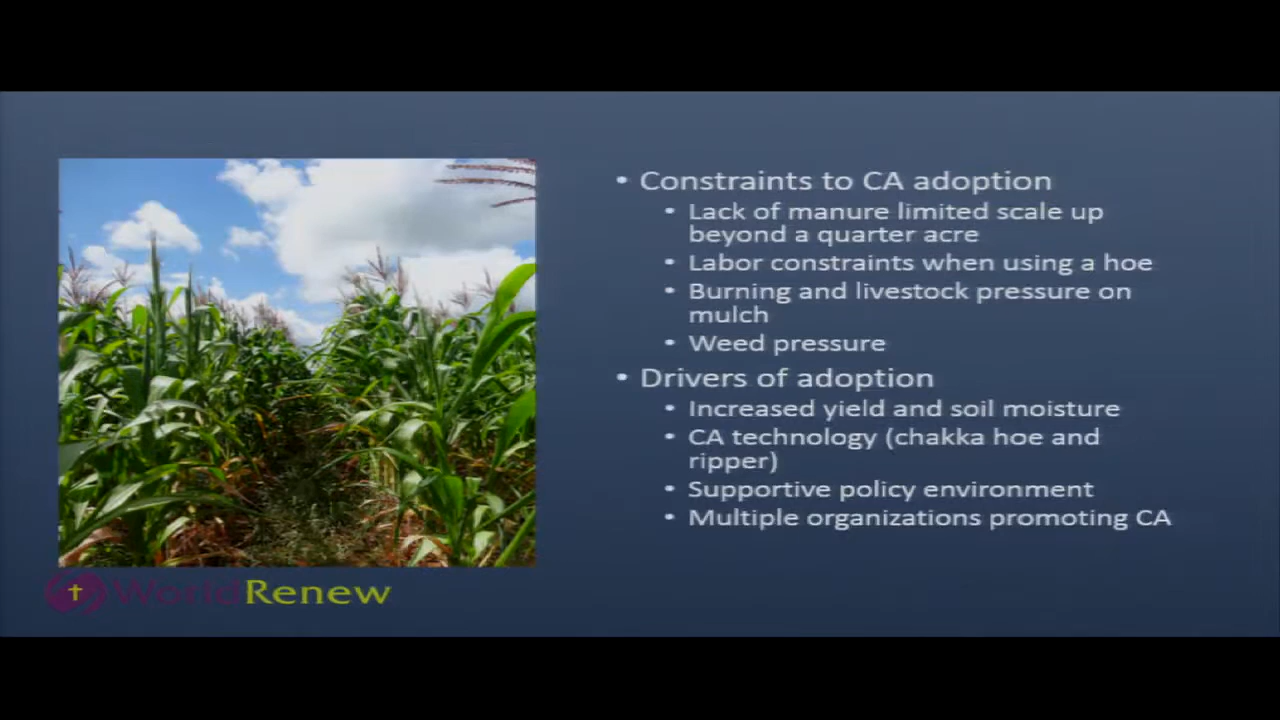 • Constraints to CA adoption
• Lack of manure limited scale up
beyond a quarter acre
• Labor constraints when using a hoe
• Burning and livestock pressure on
mulch
• Weed pressure
• Drivers of adoption
• Increased yield and soil moisture
• CA technology (chakka hoe and
ripper)
• Supportive policy environment
• Multiple organizations promoting CA
WorldRenew